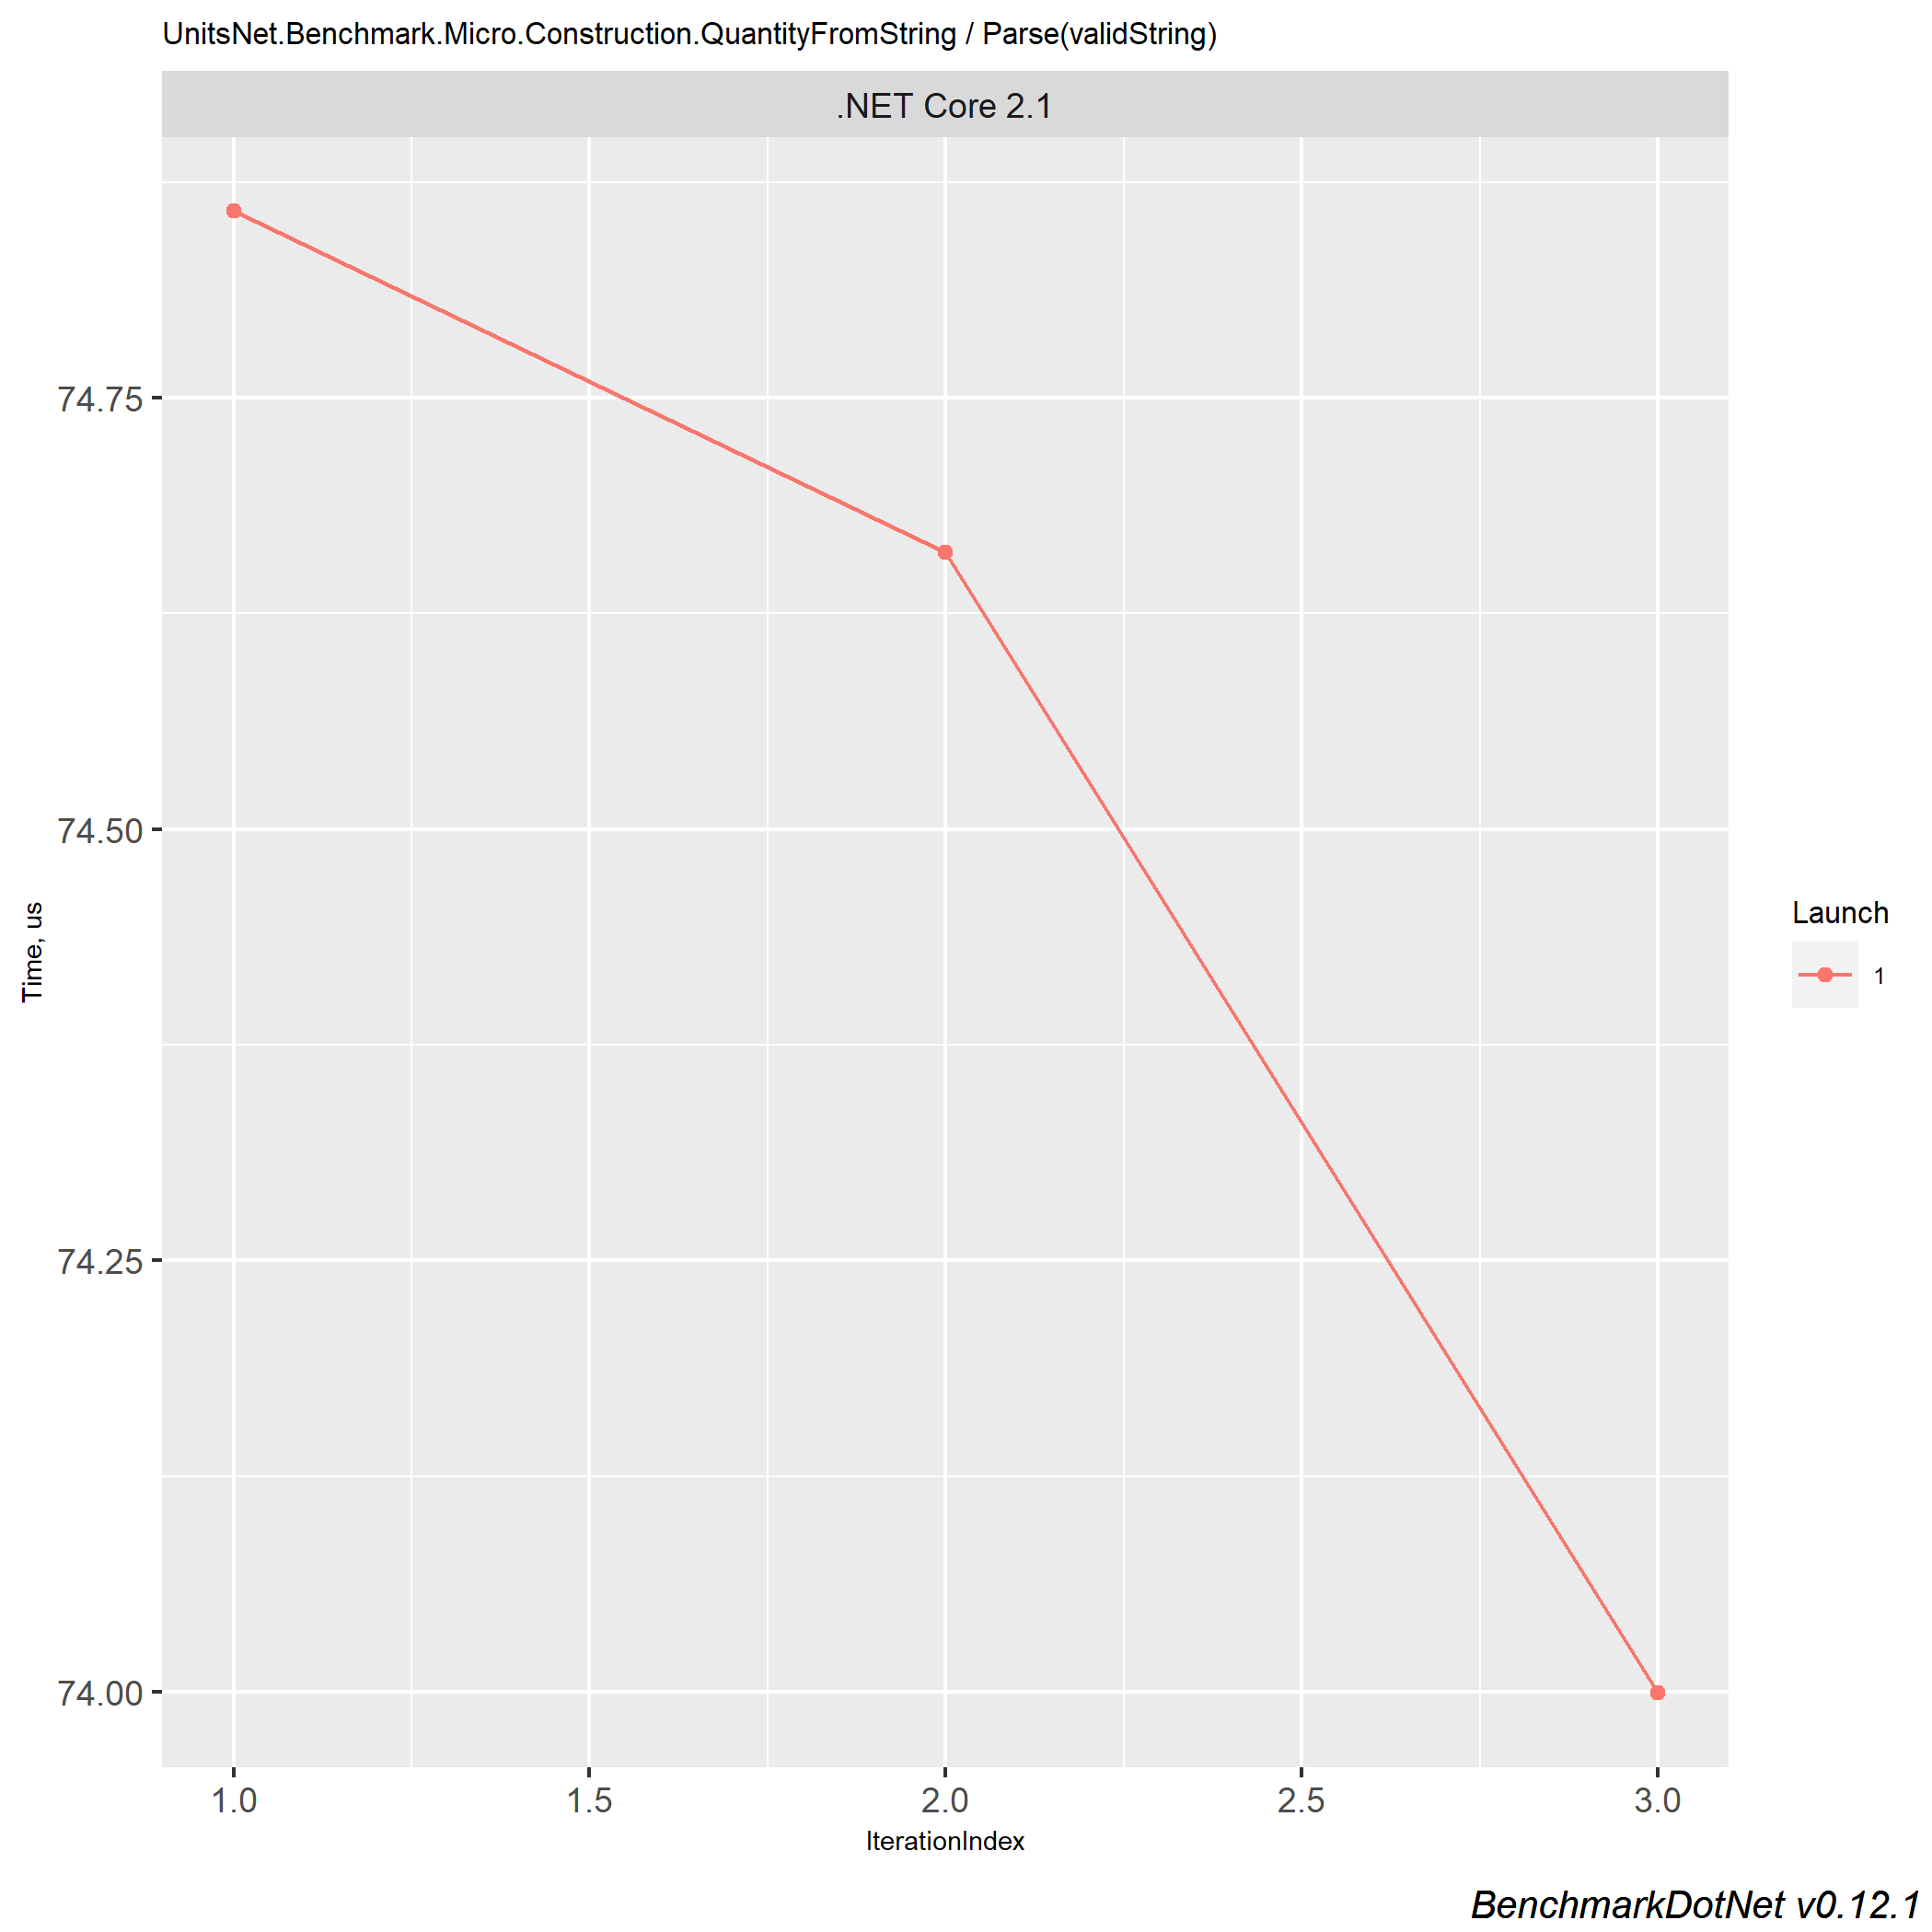 UnitsNet.Benchmark.Micro.Construction.QuantityFromString / Parse(validString)
.NET Core 2.1
74.75
74.50
74.25
74.00
Time, us
1.0 1.5 2.0 2.5 3.0
IterationIndex
Launch
1
BenchmarkDotNet v0.12.1